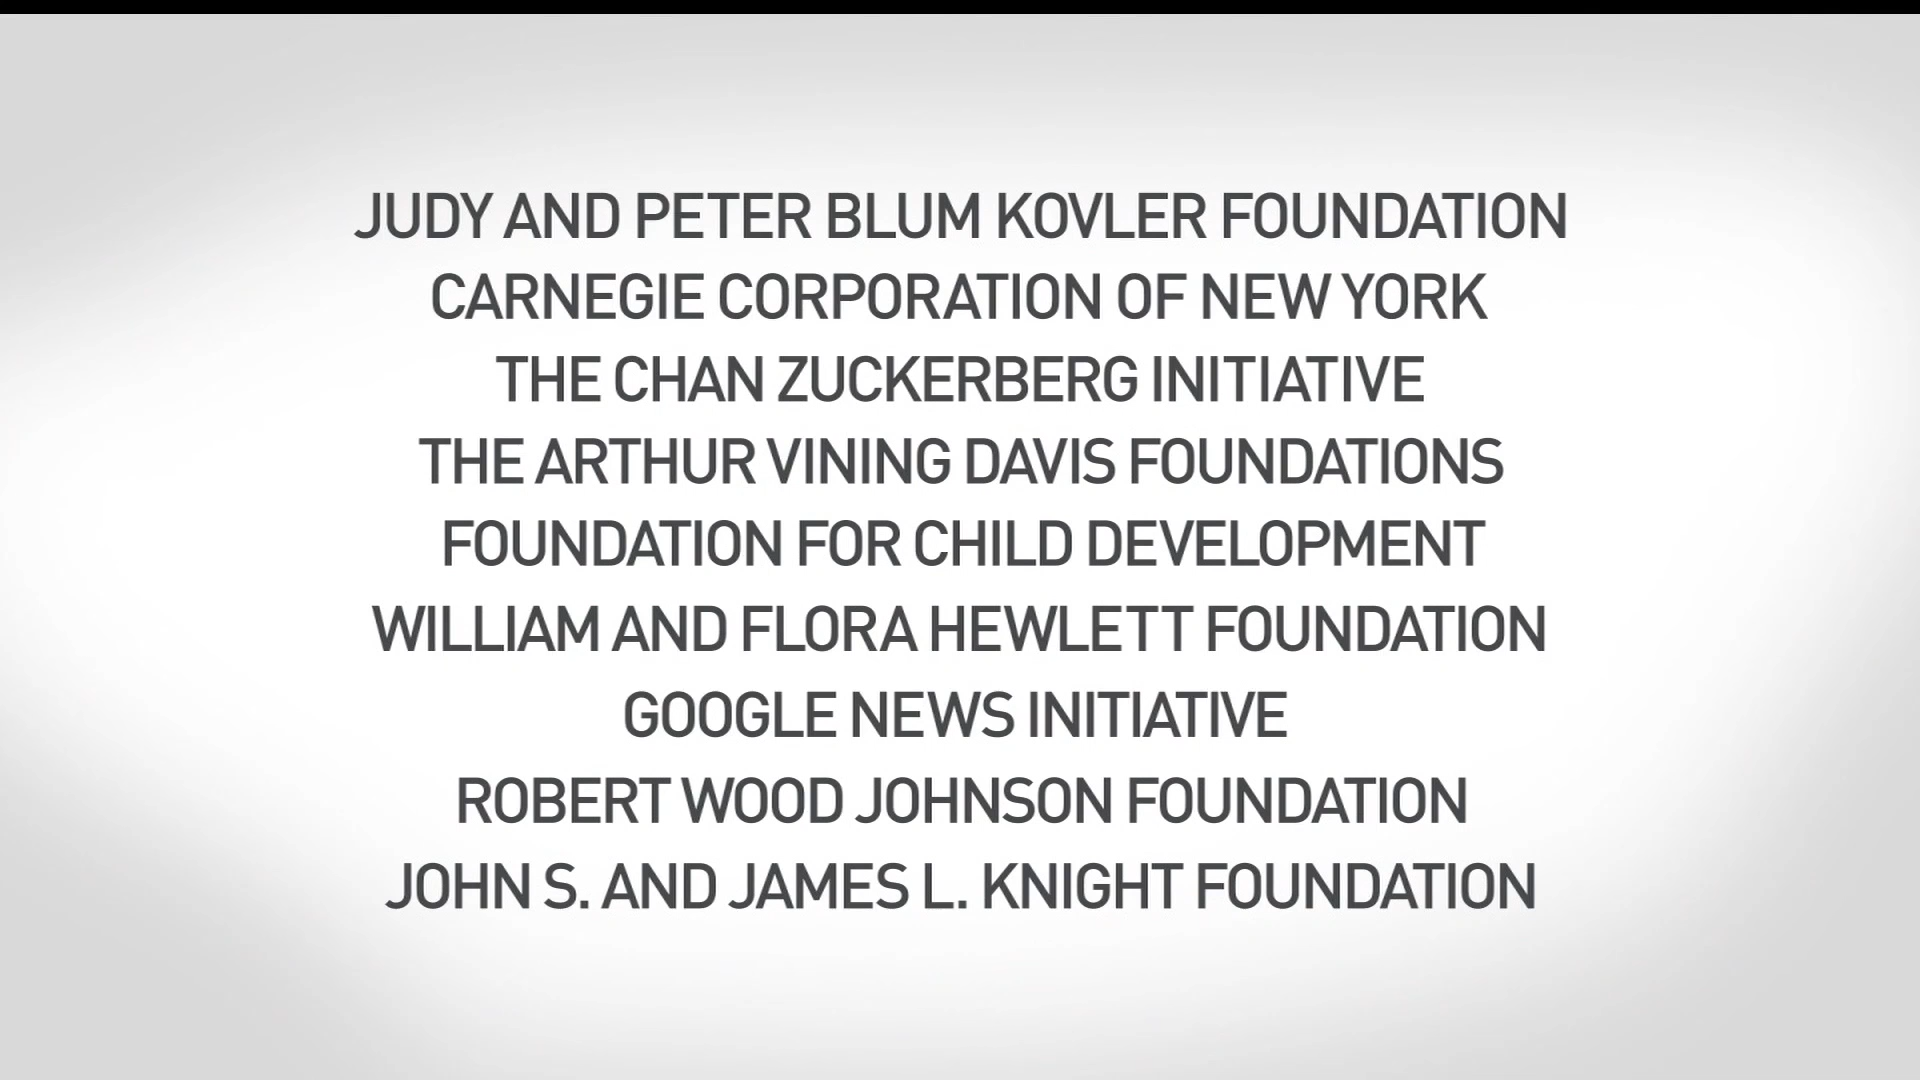 JUDY AND PETER BLUM KOVLER FOUNDATION
CARNEGIE CORPORATION OF NEW YORK
THE CHAN ZUCKERBERG INITIATIVE
THE ARTHUR VINING DAVIS FOUNDATIONS
FOUNDATION FOR CHILD DEVELOPMENT
WILLIAM AND FLORA HEWLETT FOUNDATION
GOOGLE NEWS INITIATIVE
ROBERT WOOD JOHNSON FOUNDATION
JOHN S. AND JAMES L. KNIGHT FOUNDATION